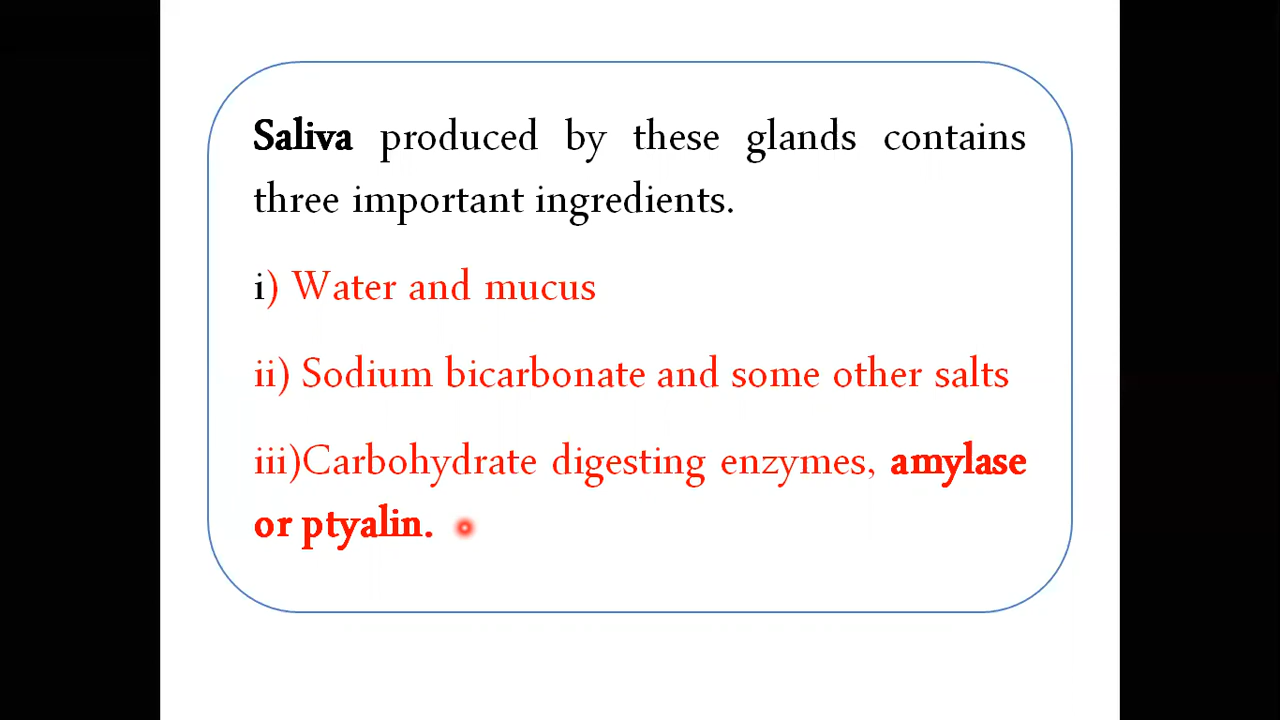 Saliva produced by these glands contains
three important ingredients.
i) Water and mucus
ii) Sodium bicarbonate and some other salts
iii)Carbohydrate digesting enzymes, amylase
or ptyalin.